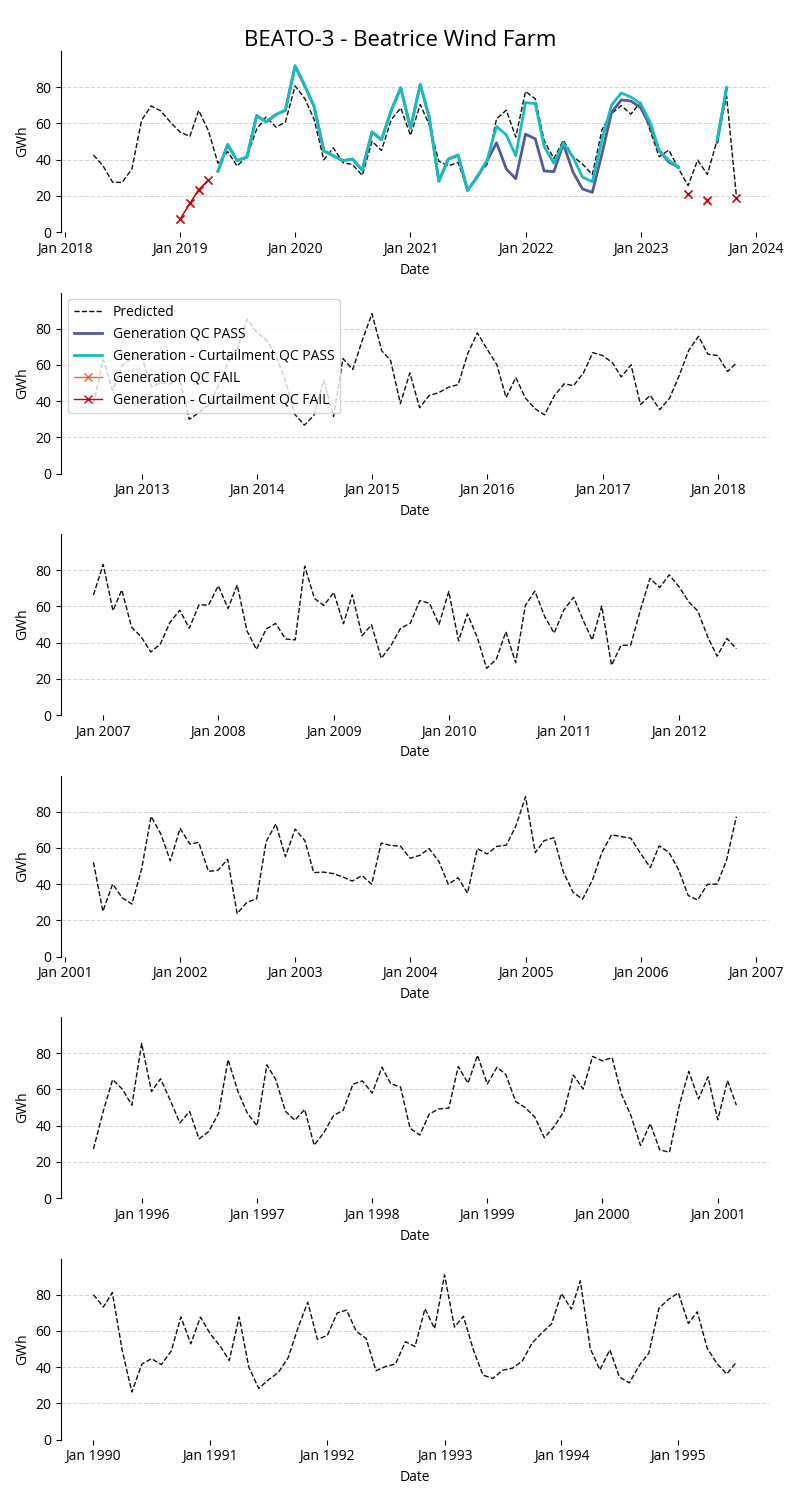 BEATO-3 - Beatrice Wind Farm
80
60
40
20
0
GWh
Jan 2018 Jan 2019 Jan 2020 Jan 2021 Jan 2022 Jan 2023 Jan 2024
Date
Predicted
Generation QC PASS
Generation - Curtailment QC PASS
Generation QC FAIL
Generation - Curtailment QC FAIL
80
60
40
20
0
GWh
Jan 2013 Jan 2014 Jan 2015 Jan 2016 Jan 2017 Jan 2018
Date
80
60
40
20
0
GWh
Jan 2007 Jan 2008 Jan 2009 Jan 2010 Jan 2011 Jan 2012
Date
80
60
40
20
0
GWh
Jan 2001 Jan 2002 Jan 2003 Jan 2004 Jan 2005 Jan 2006 Jan 2007
Date
80
60
40
20
0
GWh
Jan 1996 Jan 1997 Jan 1998 Jan 1999 Jan 2000 Jan 2001
Date
80
60
40
20
0
GWh
Jan 1990 Jan 1991 Jan 1992 Jan 1993 Jan 1994 Jan 1995
Date